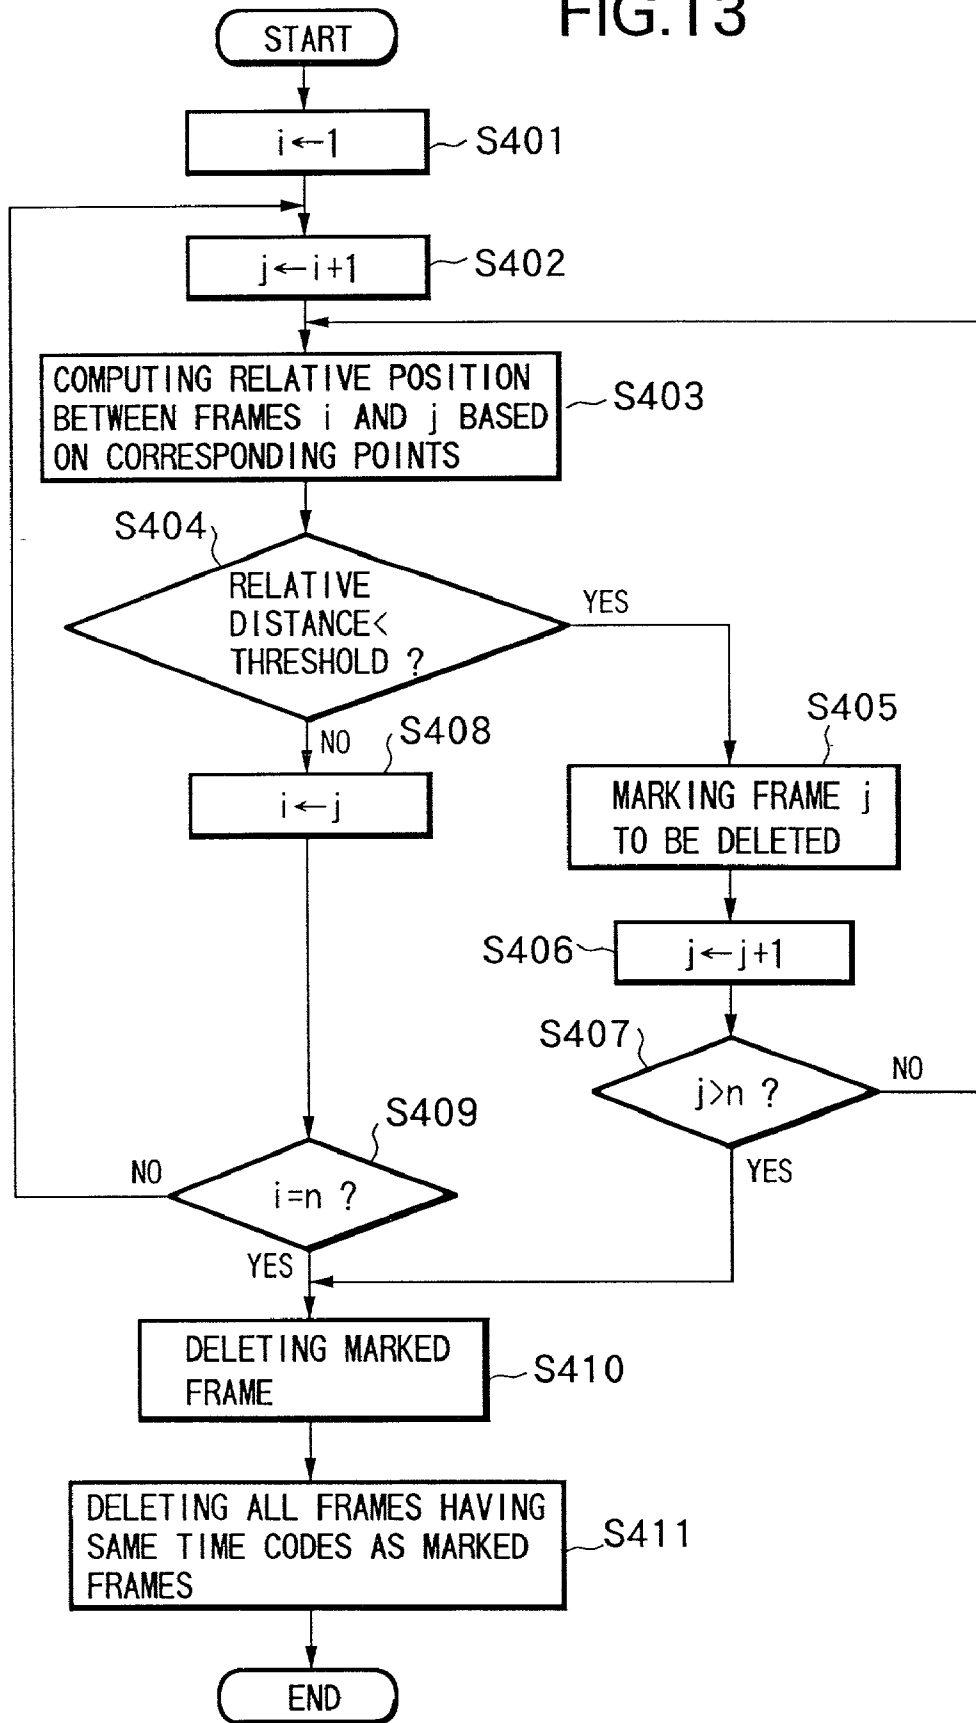 FIG.13
START
i←1
S401
j←i+1
S402
COMPUTING RELATIVE POSITION
BETWEEN FRAMES i AND j BASED
ON CORRESPONDING POINTS
S403
S404
RELATIVE
DISTANCE<
THRESHOLD ?
YES
NO
S408
i←j
S405
MARKING FRAME j
TO BE DELETED
S406
j←j+1
S407
j>n ?
NO
YES
S409
NO
i=n ?
YES
DELETING MARKED
FRAME
S410
DELETING ALL FRAMES HAVING
SAME TIME CODES AS MARKED
FRAMES
S411
END